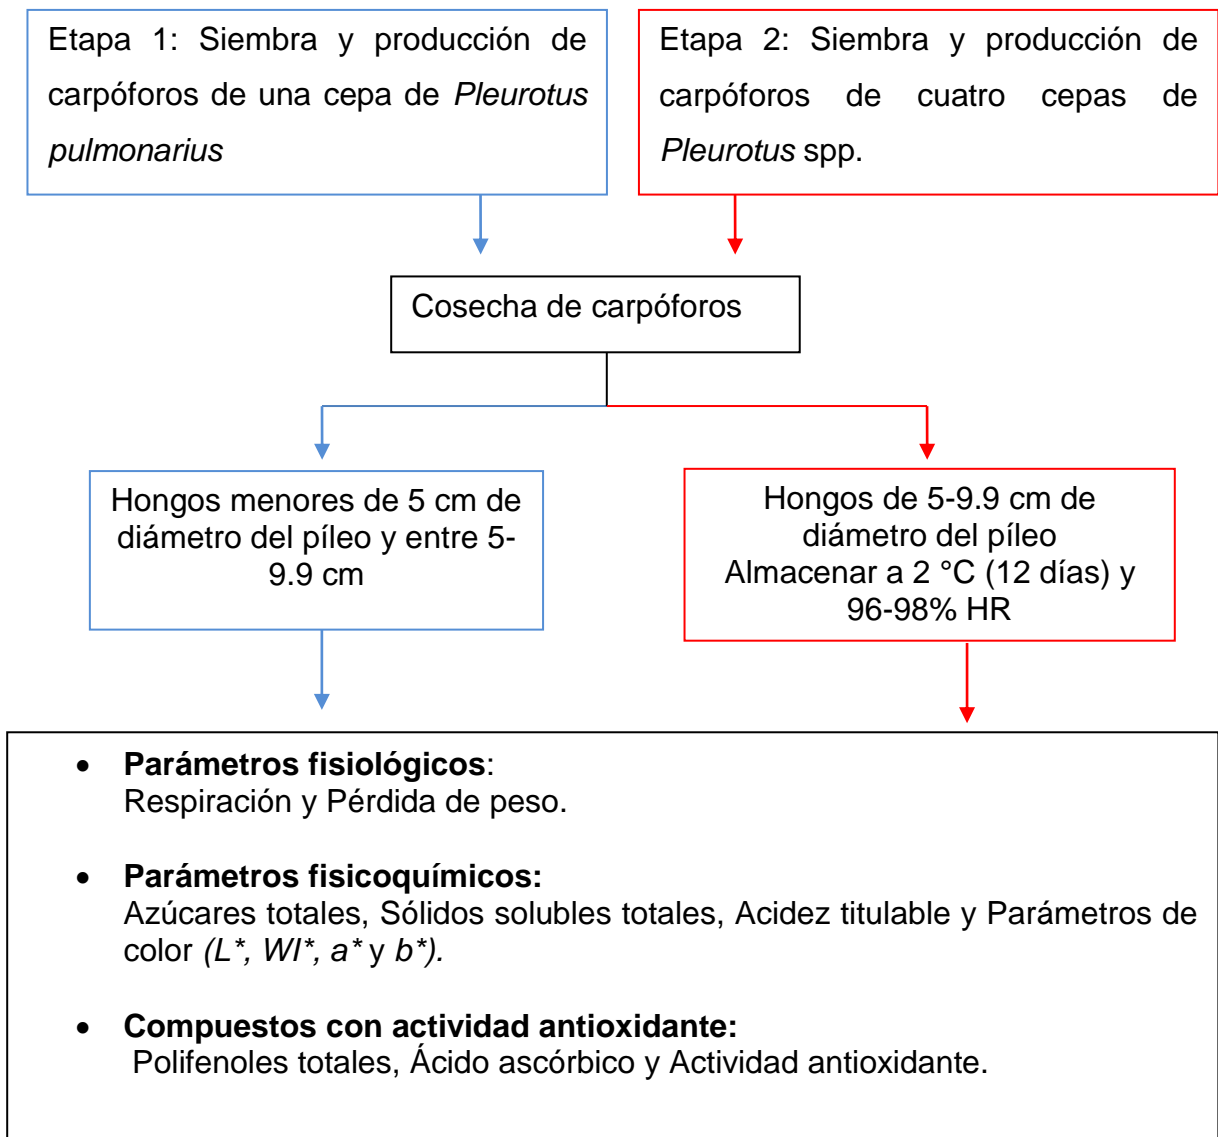 Etapa 1: Siembra y producción de
carpóforos de una cepa de Pleurotus
pulmonarius
Etapa 2: Siembra y producción de
carpóforos de cuatro cepas de
Pleurotus spp.
Cosecha de carpóforos
Hongos menores de 5 cm de
diámetro del píleo y entre 5-
9.9 cm
Hongos de 5-9.9 cm de
diámetro del píleo
Almacenar a 2 °C (12 días) y
96-98% HR
• Parámetros fisiológicos:
Respiración y Pérdida de peso.
• Parámetros fisicoquímicos:
Azúcares totales, Sólidos solubles totales, Acidez titulable y Parámetros de
color (L*, WI*, a* y b*).
• Compuestos con actividad antioxidante:
Polifenoles totales, Ácido ascórbico y Actividad antioxidante.